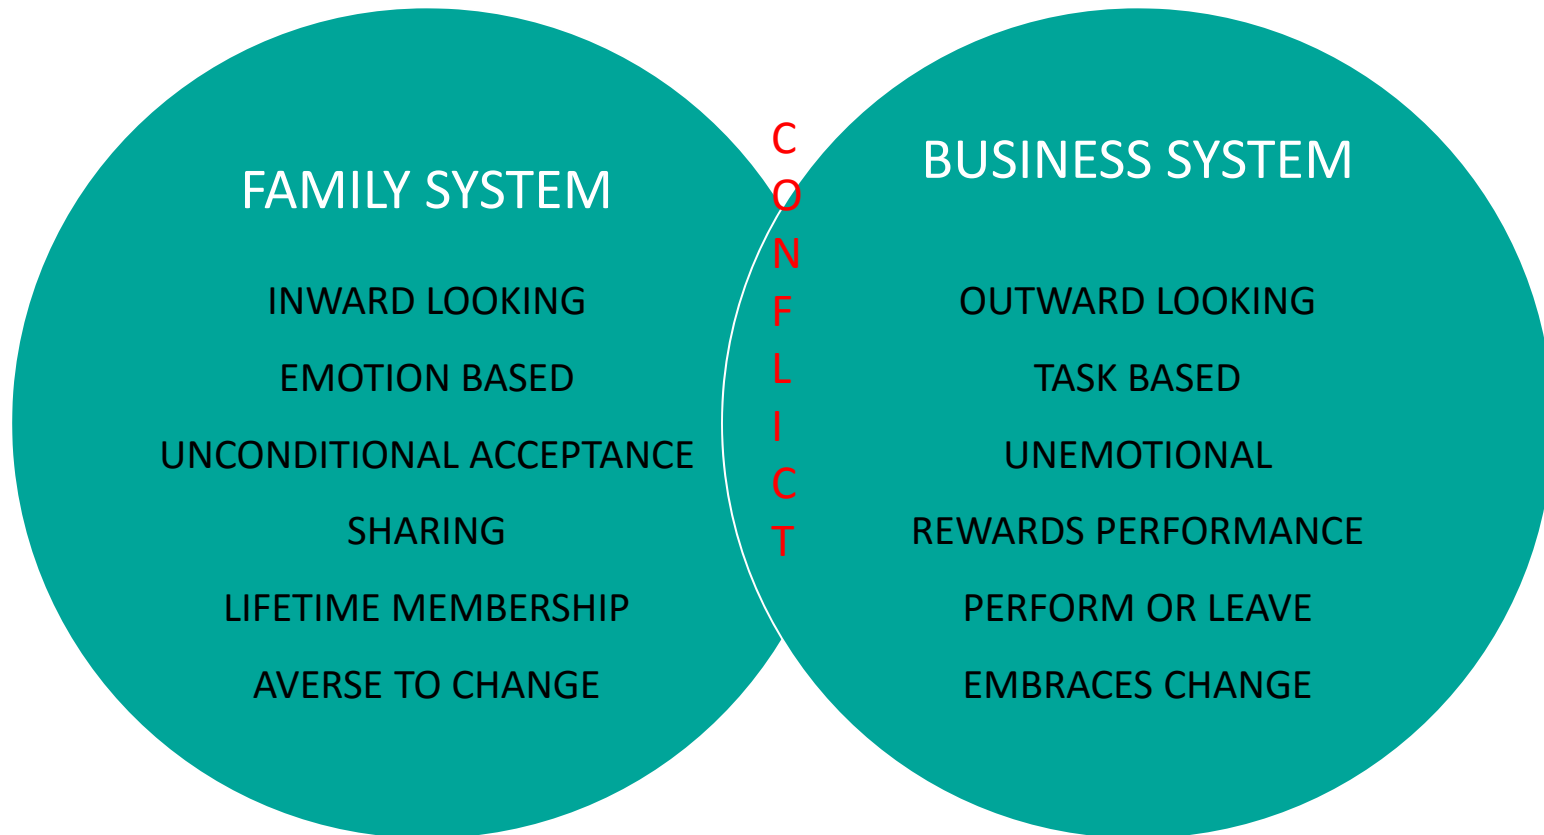 FAMILY SYSTEM
INWARD LOOKING
EMOTION BASED
UNCONDITIONAL ACCEPTANCE
SHARING
LIFETIME MEMBERSHIP
AVERSE TO CHANGE
C
O
N
F
L
I
C
T
BUSINESS SYSTEM
OUTWARD LOOKING
TASK BASED
UNEMOTIONAL
REWARDS PERFORMANCE
PERFORM OR LEAVE
EMBRACES CHANGE